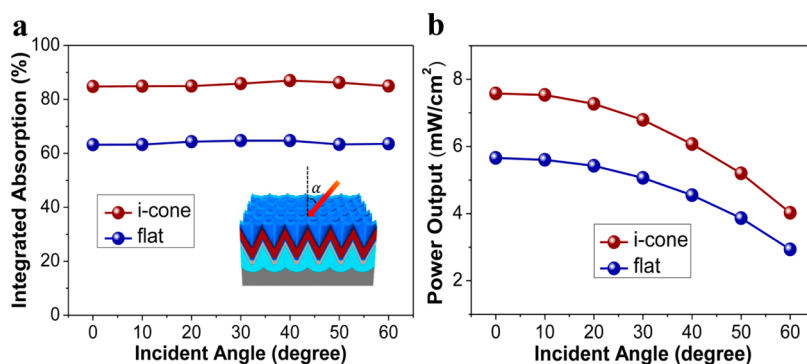 a
Integrated Absorption (%)
100
80
60
40
20
0
i-cone
flat
α
0 10 20 30 40 50 60
Incident Angle (degree)
b
Power Output (mW/cm²)
8
6
4
2
i-cone
flat
0 10 20 30 40 50 60
Incident Angle (degree)